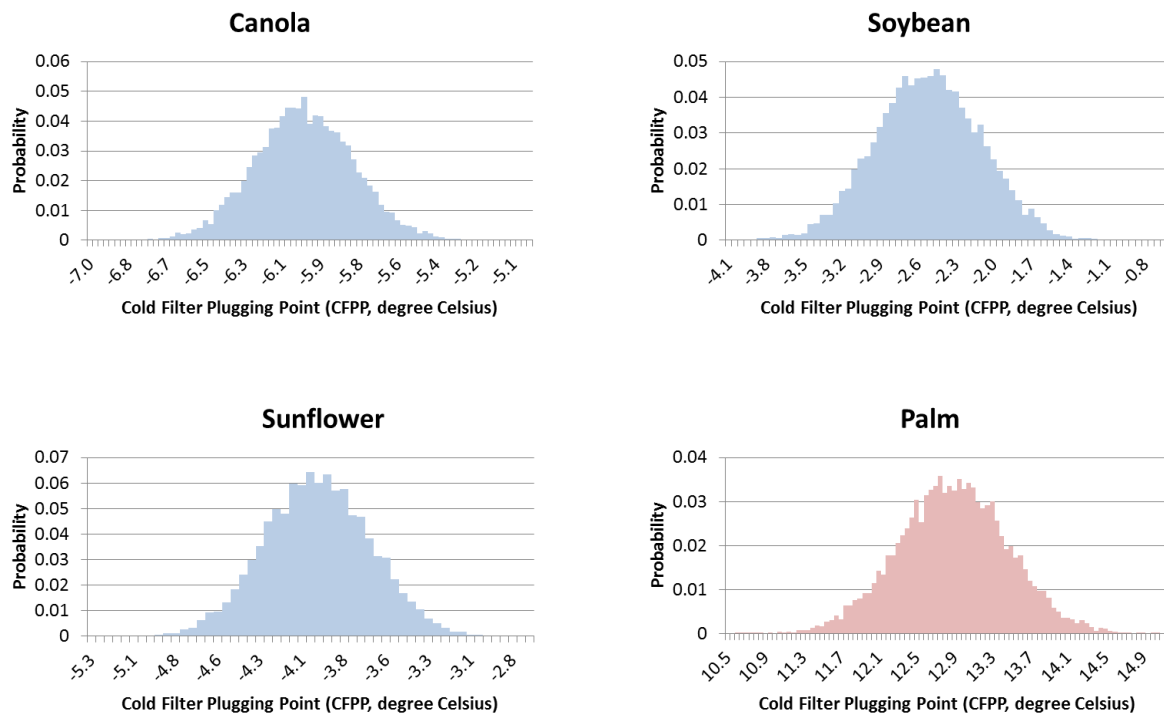 Canola
0.06
0.05
0.04
0.03
0.02
0.01
0
Probability
-7.0 -6.8 -6.7 -6.5 -6.3 -6.1 -5.9 -5.8 -5.6 -5.4 -5.3 -5.1
Cold Filter Plugging Point (CFPP, degree Celsius)
Soybean
0.05
0.04
0.03
0.02
0.01
0
Probability
-4.1 -3.8 -3.5 -3.2 -2.9 -2.6 -2.3 -2.0 -1.7 -1.4 -1.1 -0.8
Cold Filter Plugging Point (CFPP, degree Celsius)
Sunflower
0.07
0.06
0.05
0.04
0.03
0.02
0.01
0
Probability
-5.3 -5.1 -4.8 -4.6 -4.3 -4.1 -3.8 -3.6 -3.3 -3.1 -2.8
Cold Filter Plugging Point (CFPP, degree Celsius)
Palm
0.04
0.03
0.02
0.01
0
Probability
10.5 10.9 11.3 11.7 12.1 12.5 12.9 13.3 13.7 14.1 14.5 14.9
Cold Filter Plugging Point (CFPP, degree Celsius)